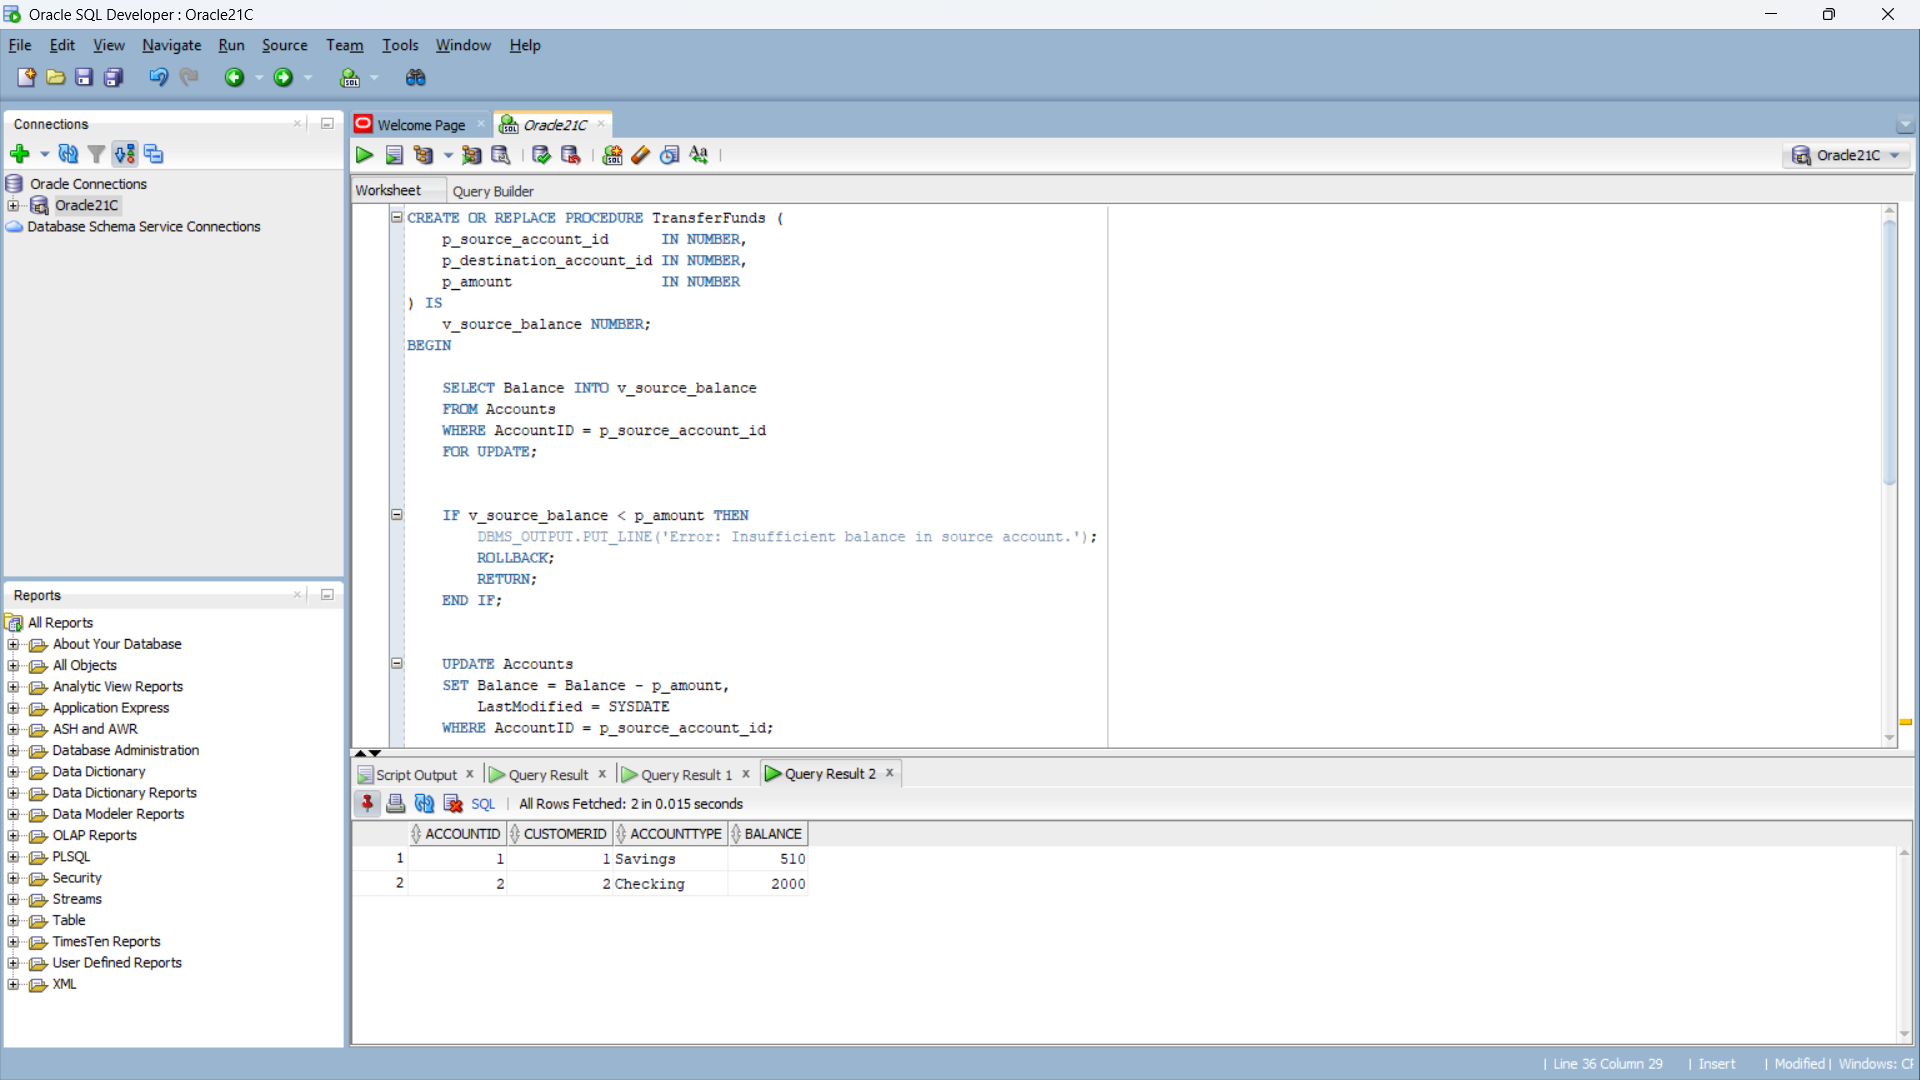 Oracle SQL Developer : Oracle21C
File Edit View Navigate Run Source Team Tools Window Help
Connections
Oracle Connections
Oracle21C
Database Schema Service Connections
Reports
All Reports
About Your Database
All Objects
Analytic View Reports
Application Express
ASH and AWR
Database Administration
Data Dictionary
Data Dictionary Reports
Data Modeler Reports
OLAP Reports
PLSQL
Security
Streams
Table
TimesTen Reports
User Defined Reports
XML
Welcome Page Oracle21C
Oracle21C
Worksheet Query Builder
CREATE OR REPLACE PROCEDURE TransferFunds (
p_source_account_id IN NUMBER,
p_destination_account_id IN NUMBER,
p_amount IN NUMBER
) IS
v_source_balance NUMBER;
BEGIN
SELECT Balance INTO v_source_balance
FROM Accounts
WHERE AccountID = p_source_account_id
FOR UPDATE;
IF v_source_balance < p_amount THEN
DBMS_OUTPUT.PUT_LINE('Error: Insufficient balance in source account.');
ROLLBACK;
RETURN;
END IF;
UPDATE Accounts
SET Balance = Balance - p_amount,
LastModified = SYSDATE
WHERE AccountID = p_source_account_id;
Script Output Query Result Query Result 1 Query Result 2
SQL All Rows Fetched: 2 in 0.015 seconds
ACCOUNTID CUSTOMERID ACCOUNTTYPE BALANCE
1 1 1 Savings 510
2 2 2 Checking 2000
Line 36 Column 29 | Insert | Modified | Windows: CF